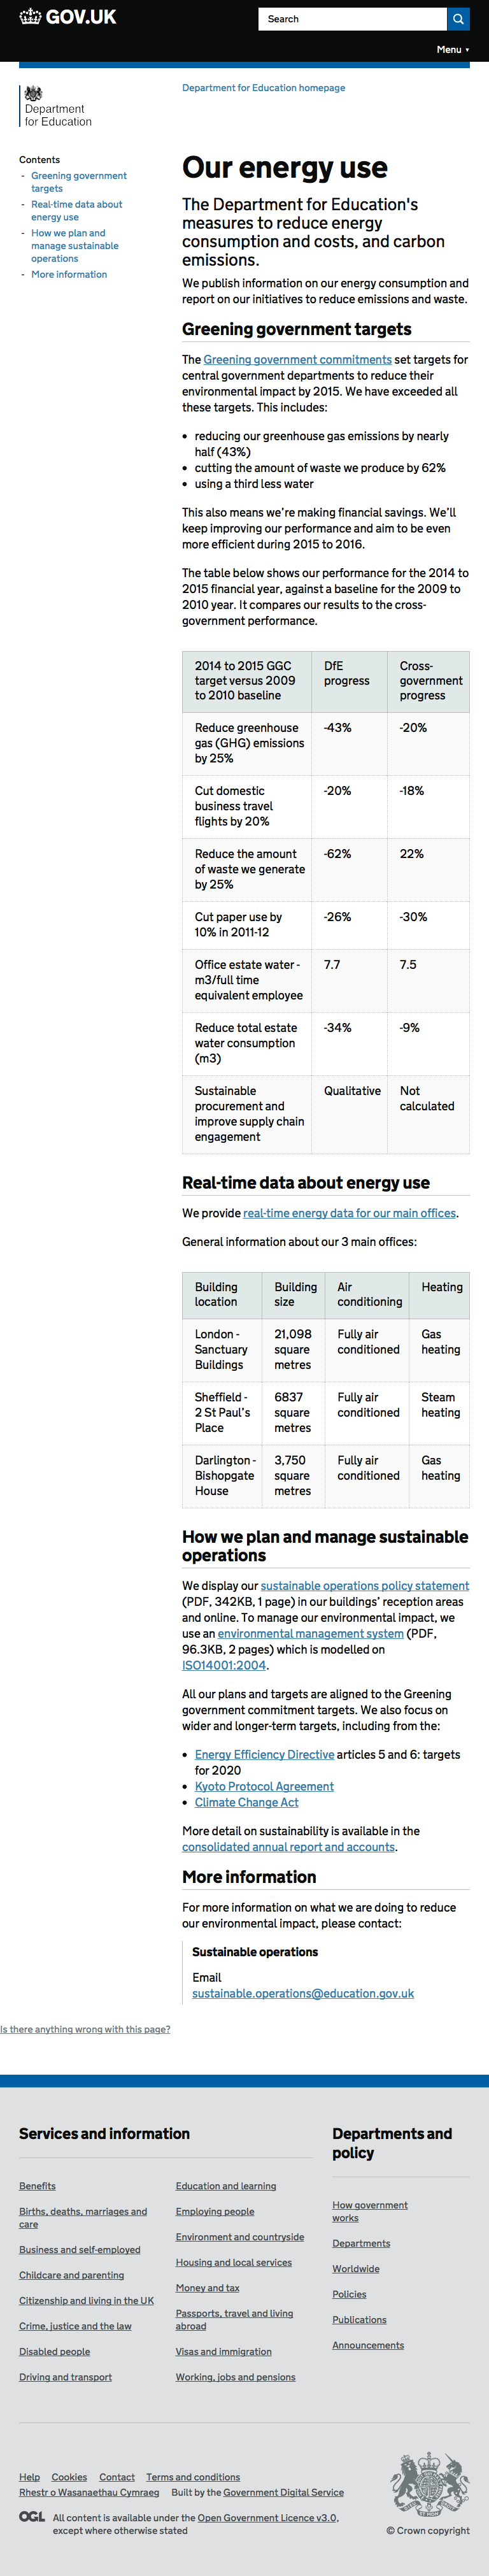 GOV.UK
Search
Menu ▼
Department
for Education
Department for Education homepage
Contents
- Greening government
targets
- Real-time data about
energy use
- How we plan and
manage sustainable
operations
- More information
Our energy use
The Department for Education's
measures to reduce energy
consumption and costs, and carbon
emissions.
We publish information on our energy consumption and
report on our initiatives to reduce emissions and waste.
Greening government targets
The Greening government commitments set targets for
central government departments to reduce their
environmental impact by 2015. We have exceeded all
these targets. This includes:
• reducing our greenhouse gas emissions by nearly
half (43%)
• cutting the amount of waste we produce by 62%
• using a third less water
This also means we’re making financial savings. We’ll
keep improving our performance and aim to be even
more efficient during 2015 to 2016.
The table below shows our performance for the 2014 to
2015 financial year, against a baseline for the 2009 to
2010 year. It compares our results to the cross-
government performance.
2014 to 2015 GGC DfE Cross-
target versus 2009 progress government
to 2010 baseline progress
Reduce greenhouse -43% -20%
gas (GHG) emissions
by 25%
Cut domestic -20% -18%
business travel
flights by 20%
Reduce the amount -62% 22%
of waste we generate
by 25%
Cut paper use by -26% -30%
10% in 2011-12
Office estate water - 7.7 7.5
m3/full time
equivalent employee
Reduce total estate -34% -9%
water consumption
(m3)
Sustainable Qualitative Not
procurement and calculated
improve supply chain
engagement
Real-time data about energy use
We provide real-time energy data for our main offices.
General information about our 3 main offices:
Building Building Air Heating
location size conditioning
London - 21,098 Fully air Gas
Sanctuary square conditioned heating
Buildings metres
Sheffield - 6837 Fully air Steam
2 St Paul’s square conditioned heating
Place metres
Darlington - 3,750 Fully air Gas
Bishopgate square conditioned heating
House metres
How we plan and manage sustainable
operations
We display our sustainable operations policy statement
(PDF, 342KB, 1 page) in our buildings’ reception areas
and online. To manage our environmental impact, we
use an environmental management system (PDF,
96.3KB, 2 pages) which is modelled on
ISO14001:2004.
All our plans and targets are aligned to the Greening
government commitment targets. We also focus on
wider and longer-term targets, including from the:
• Energy Efficiency Directive articles 5 and 6: targets
for 2020
• Kyoto Protocol Agreement
• Climate Change Act
More detail on sustainability is available in the
consolidated annual report and accounts.
More information
For more information on what we are doing to reduce
our environmental impact, please contact:
Sustainable operations
Email
sustainable.operations@education.gov.uk
Is there anything wrong with this page?
Services and information
Benefits
Births, deaths, marriages and
care
Business and self-employed
Childcare and parenting
Citizenship and living in the UK
Crime, justice and the law
Disabled people
Driving and transport
Education and learning
Employing people
Environment and countryside
Housing and local services
Money and tax
Passports, travel and living
abroad
Visas and immigration
Working, jobs and pensions
Departments and
policy
How government
works
Departments
Worldwide
Policies
Publications
Announcements
Help Cookies Contact Terms and conditions
Rhestr o Wasanaethau Cymraeg Built by the Government Digital Service
OGL All content is available under the Open Government Licence v3.0,
except where otherwise stated
© Crown copyright